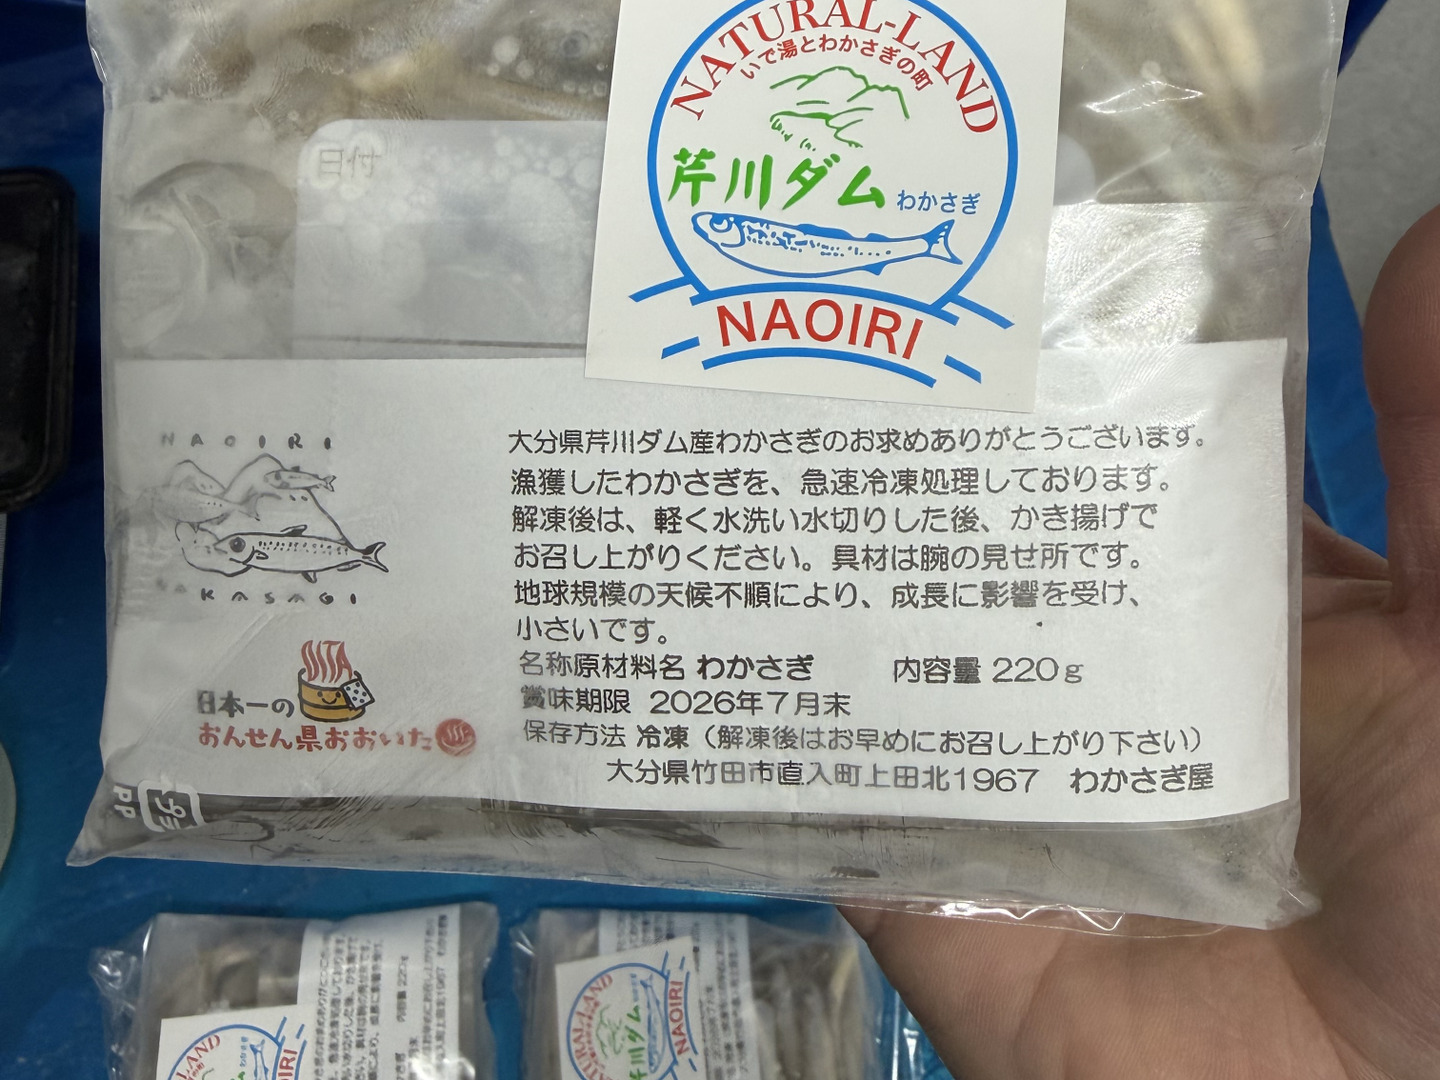 NATURAL-LAND
いで湯とわかさぎの町
芹川ダム わかさぎ
NAOIRI
日付
NAOIRI
AKASAGI
日本一の
おんせん県おおいた
プラ
PP
大分県芹川ダム産わかさぎのお求めありがとうございます。
漁獲したわかさぎを、急速冷凍処理しております。
解凍後は、軽く水洗い水切りした後、かき揚げで
お召し上がりください。具材は腕の見せ所です。
地球規模の天候不順により、成長に影響を受け、
小さいです。
名称原材料名 わかさぎ 内容量 220g
賞味期限 2026年7月末
保存方法 冷凍（解凍後はお早めにお召し上がり下さい）
大分県竹田市直入町上田北1967 わかさぎ屋
NATURAL-LAND
芹川ダム
NAOIRI